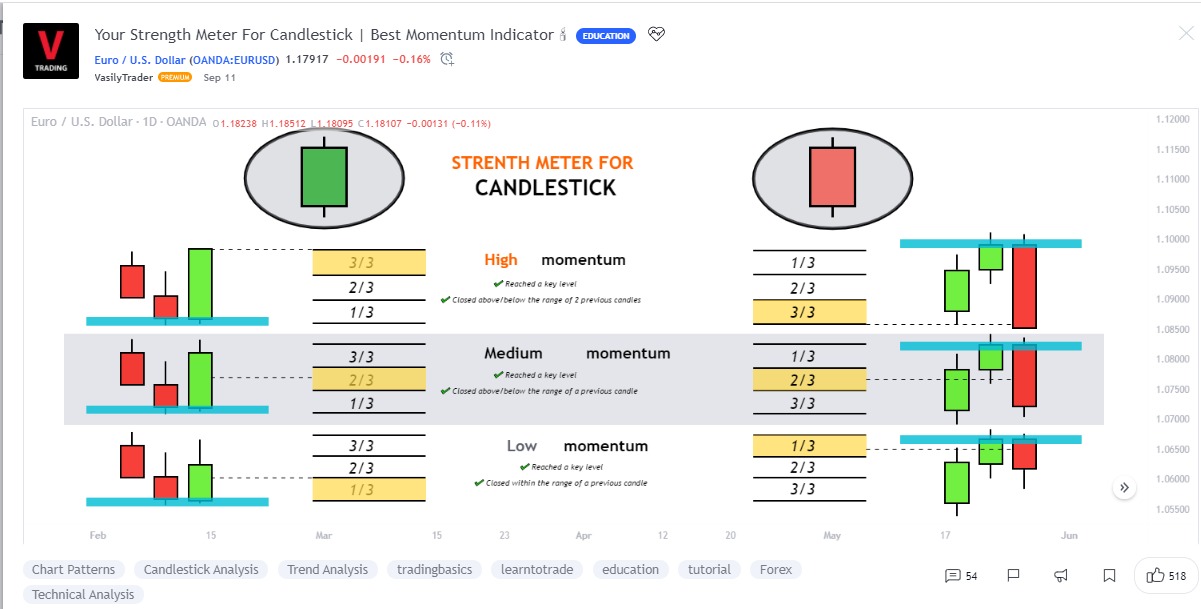 Your Strength Meter For Candlestick | Best Momentum Indicator 🕯 EDUCATION
V TRADING
Euro / U.S. Dollar (OANDA:EURUSD) 1.17917 −0.00191 −0.16%
VasilyTrader PREMIUM Sep 11
Euro / U.S. Dollar · 1D · OANDA O1.18238 H1.18512 L1.18095 C1.18107 −0.00131 (−0.11%)
1.12000
1.11500
1.11000
1.10500
1.10000
1.09500
1.09000
1.08500
1.08000
1.07500
1.07000
1.06500
1.06000
1.05500
STRENTH METER FOR
CANDLESTICK
3/3 High momentum 1/3
Reached a key level
2/3 2/3
Closed above/below the range of 2 previous candles
1/3 3/3
3/3 Medium momentum 1/3
Reached a key level
2/3 2/3
Closed above/below the range of a previous candle
1/3 3/3
3/3 Low momentum 1/3
Reached a key level
2/3 2/3
Closed within the range of a previous candle
1/3 3/3
Feb 15 Mar 15 23 Apr 12 20 May 17 Jun
Chart Patterns Candlestick Analysis Trend Analysis tradingbasics learntotrade education tutorial Forex
Technical Analysis
54 518